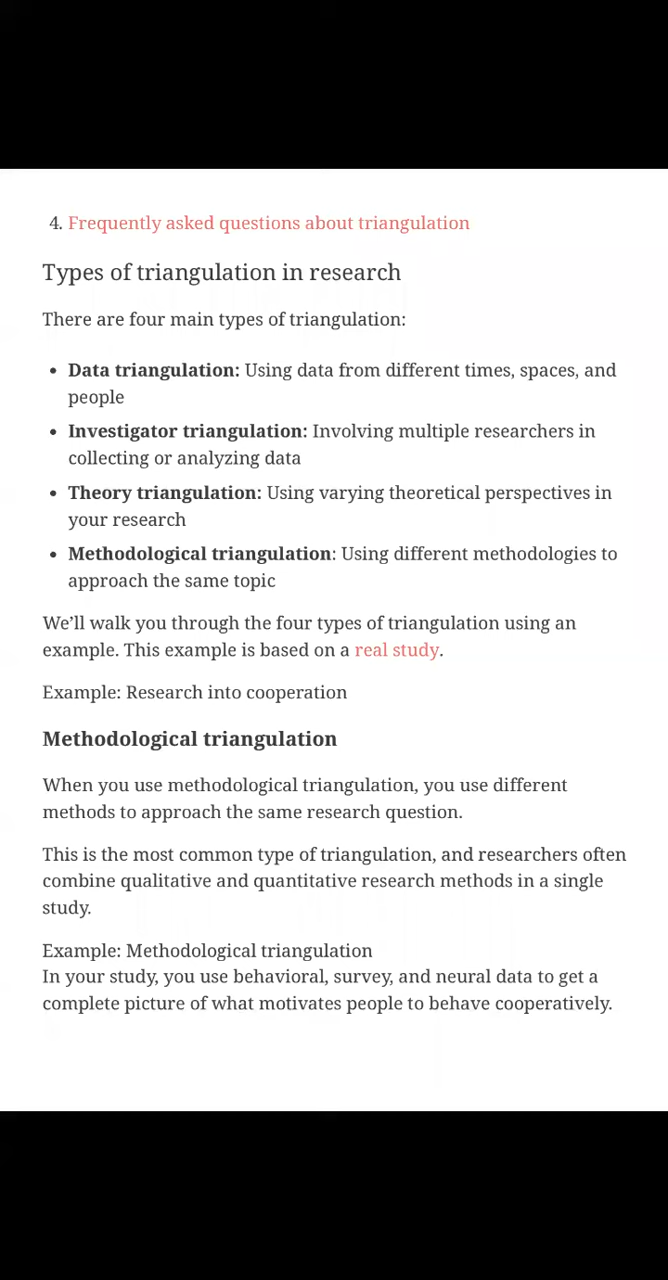 4. Frequently asked questions about triangulation
Types of triangulation in research
There are four main types of triangulation:
• Data triangulation: Using data from different times, spaces, and
people
• Investigator triangulation: Involving multiple researchers in
collecting or analyzing data
• Theory triangulation: Using varying theoretical perspectives in
your research
• Methodological triangulation: Using different methodologies to
approach the same topic
We’ll walk you through the four types of triangulation using an
example. This example is based on a real study.
Example: Research into cooperation
Methodological triangulation
When you use methodological triangulation, you use different
methods to approach the same research question.
This is the most common type of triangulation, and researchers often
combine qualitative and quantitative research methods in a single
study.
Example: Methodological triangulation
In your study, you use behavioral, survey, and neural data to get a
complete picture of what motivates people to behave cooperatively.